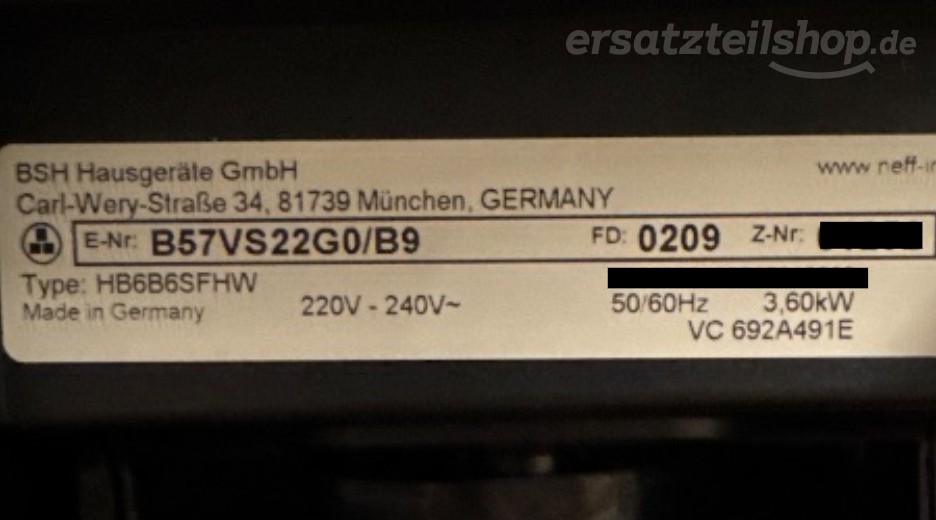 ersatzteilshop.de
BSH Hausgeräte GmbH
www neff-
Carl-Wery-Straße 34, 81739 München, GERMANY
E-Nr: B57VS22G0/B9 FD: 0209 Z-Nr:
Type: HB6B6SFHW
Made in Germany 220V - 240V~ 50/60Hz 3,60kW
VC 692A491E